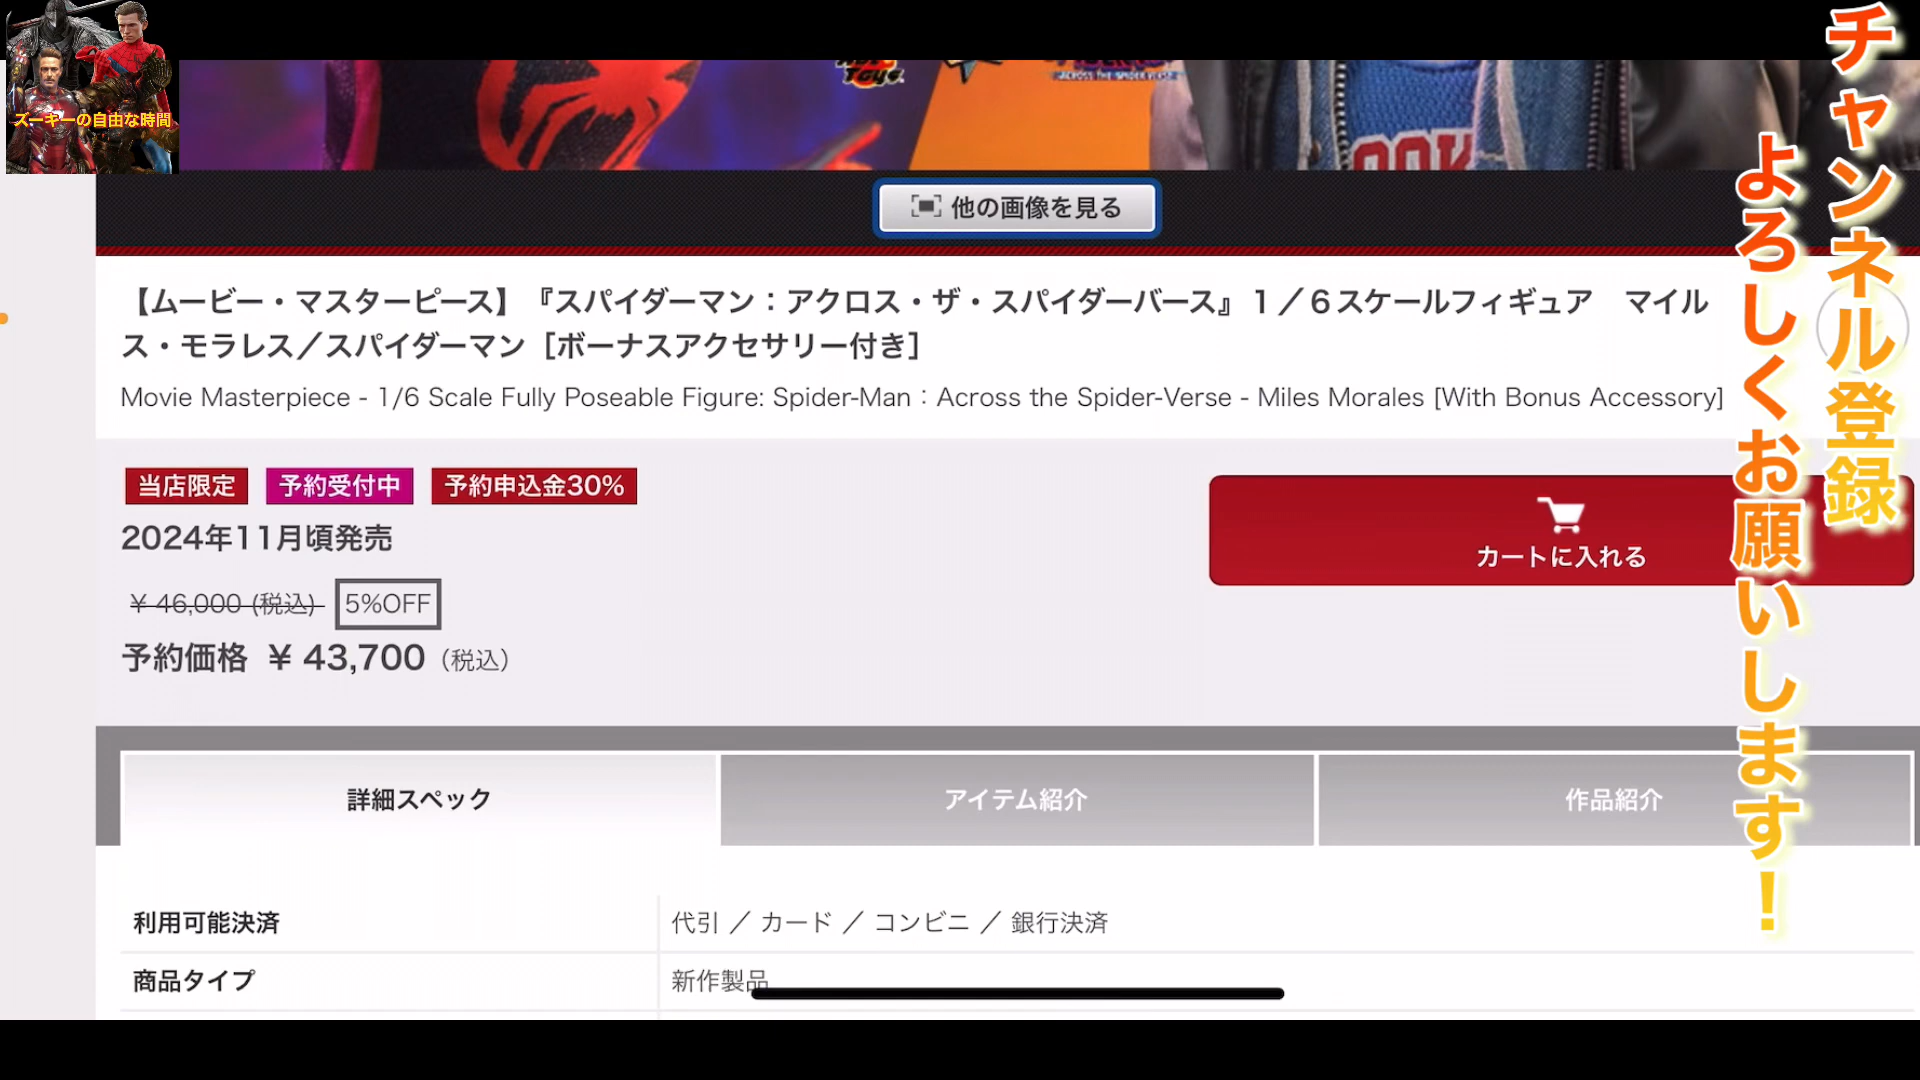 ズーキーの自由な時間
Toys
ACROSS THE SPIDER-VERSE
チャンネル登録
よろしくお願いします！
他の画像を見る
【ムービー・マスターピース】『スパイダーマン：アクロス・ザ・スパイダーバース』１／６スケールフィギュア　マイル
ス・モラレス／スパイダーマン［ボーナスアクセサリー付き］
Movie Masterpiece - 1/6 Scale Fully Poseable Figure: Spider-Man：Across the Spider-Verse - Miles Morales [With Bonus Accessory]
当店限定 予約受付中 予約申込金30%
2024年11月頃発売
カートに入れる
¥ 46,000 (税込) 5%OFF
予約価格 ¥ 43,700（税込）
詳細スペック アイテム紹介 作品紹介
利用可能決済 代引 ／ カード ／ コンビニ ／ 銀行決済
商品タイプ 新作製品